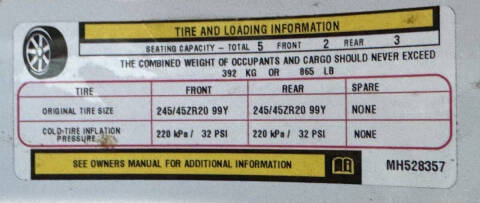 TIRE AND LOADING INFORMATION
SEATING CAPACITY - TOTAL 5 FRONT 2 REAR 3
THE COMBINED WEIGHT OF OCCUPANTS AND CARGO SHOULD NEVER EXCEED
392 KG OR 865 LB
TIRE FRONT REAR SPARE
ORIGINAL TIRE SIZE 245/45ZR20 99Y 245/45ZR20 99Y NONE
COLD-TIRE INFLATION PRESSURE 220 kPa / 32 PSI 220 kPa / 32 PSI NONE
SEE OWNERS MANUAL FOR ADDITIONAL INFORMATION MH528357